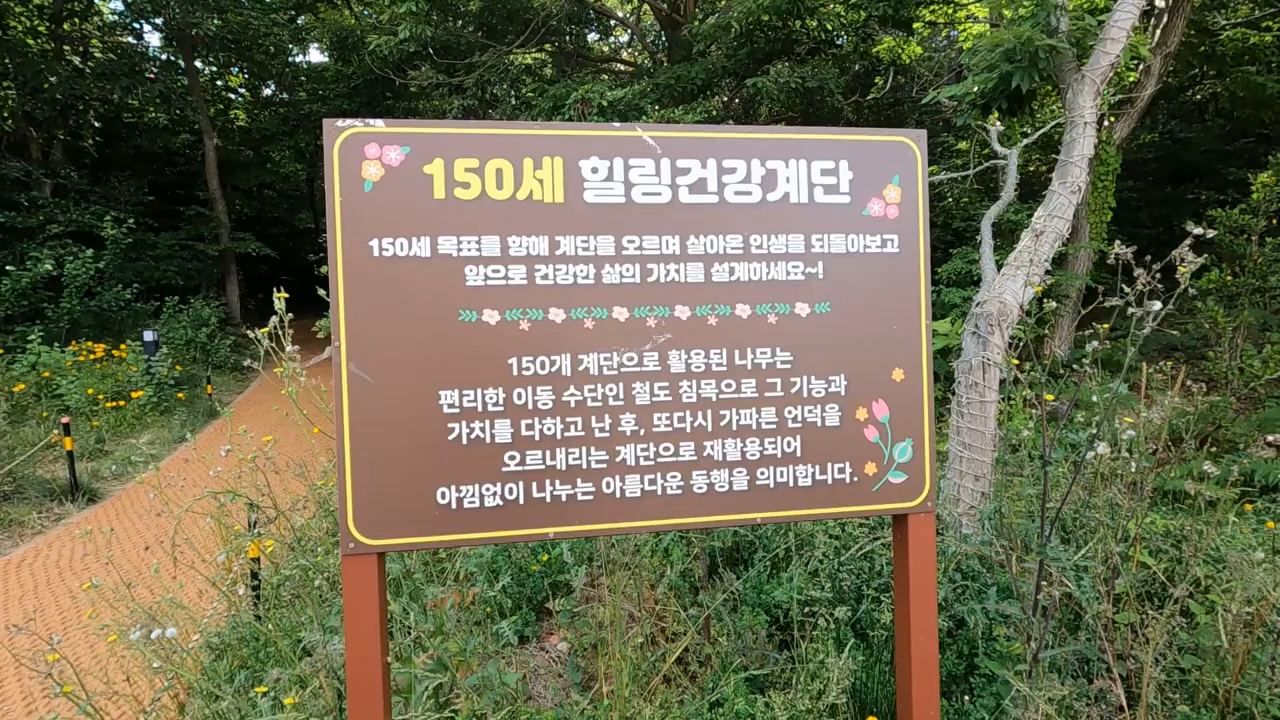 150세 힐링건강계단
150세 목표를 향해 계단을 오르며 살아온 인생을 되돌아보고
앞으로 건강한 삶의 가치를 설계하세요~!
150개 계단으로 활용된 나무는
편리한 이동 수단인 철도 침목으로 그 기능과
가치를 다하고 난 후, 또다시 가파른 언덕을
오르내리는 계단으로 재활용되어
아낌없이 나누는 아름다운 동행을 의미합니다.